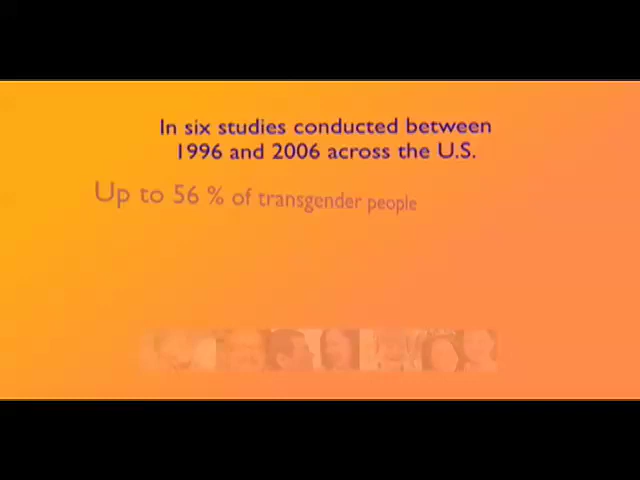 In six studies conducted between
1996 and 2006 across the U.S.
Up to 56 % of transgender people